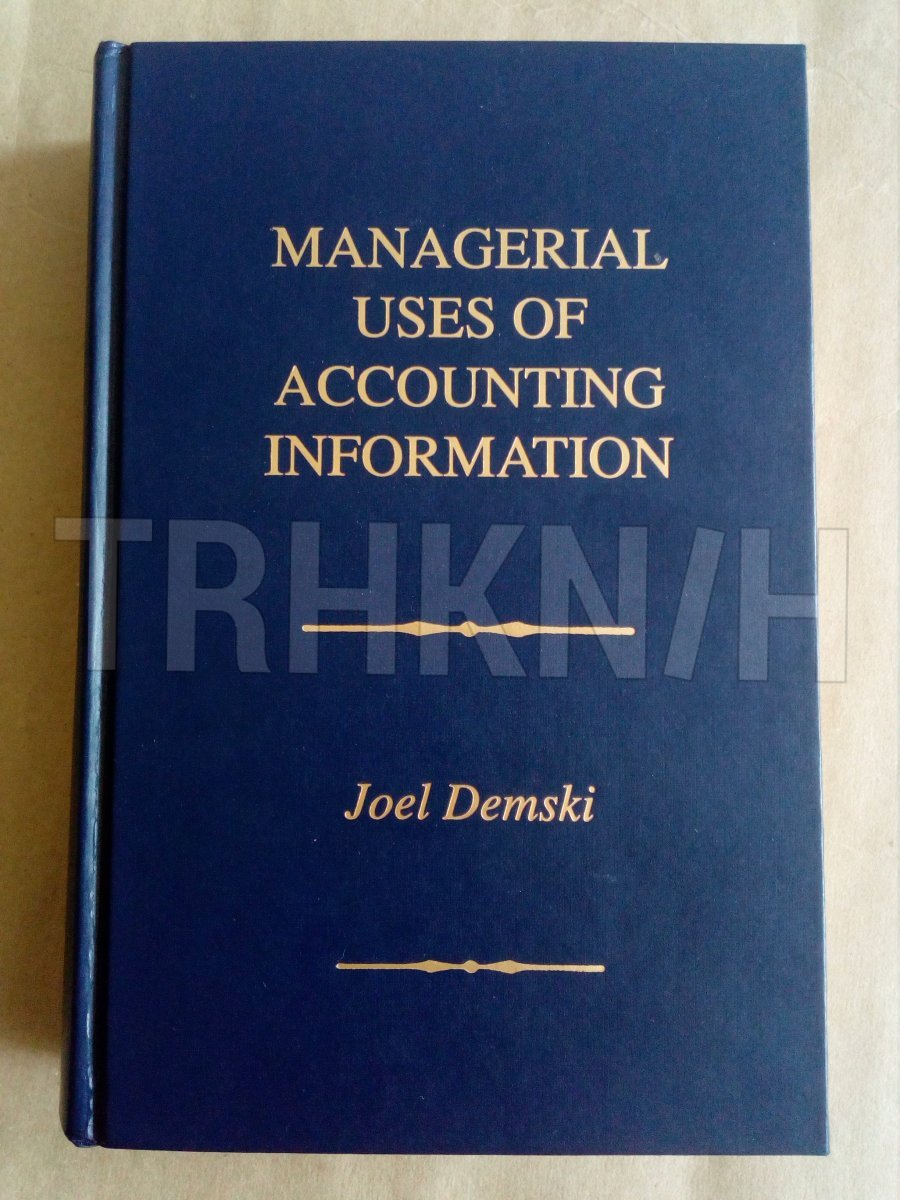 MANAGERIAL
USES OF
ACCOUNTING
INFORMATION
TRHKN/H
Joel Demski